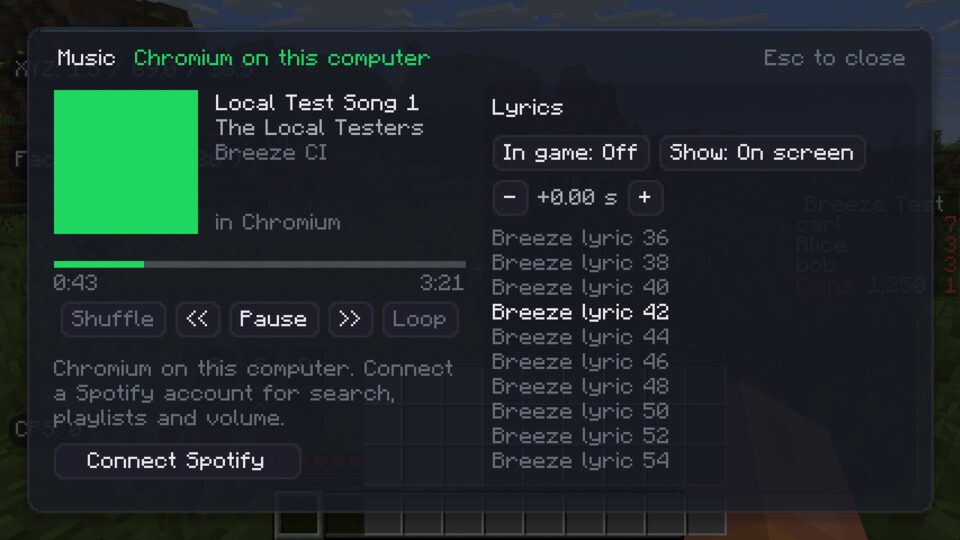 Music Chromium on this computer
Esc to close
Local Test Song 1
The Local Testers
Breeze CI
in Chromium
0:43
3:21
Shuffle << Pause >> Loop
Chromium on this computer. Connect
a Spotify account for search,
playlists and volume.
Connect Spotify
Lyrics
In game: Off
Show: On screen
- +0.00 s +
Breeze lyric 36
Breeze lyric 38
Breeze lyric 40
Breeze lyric 42
Breeze lyric 44
Breeze lyric 46
Breeze lyric 48
Breeze lyric 50
Breeze lyric 52
Breeze lyric 54
Breeze Test
carl 7
Alice 3
bob 3
Coins: 1,250 1